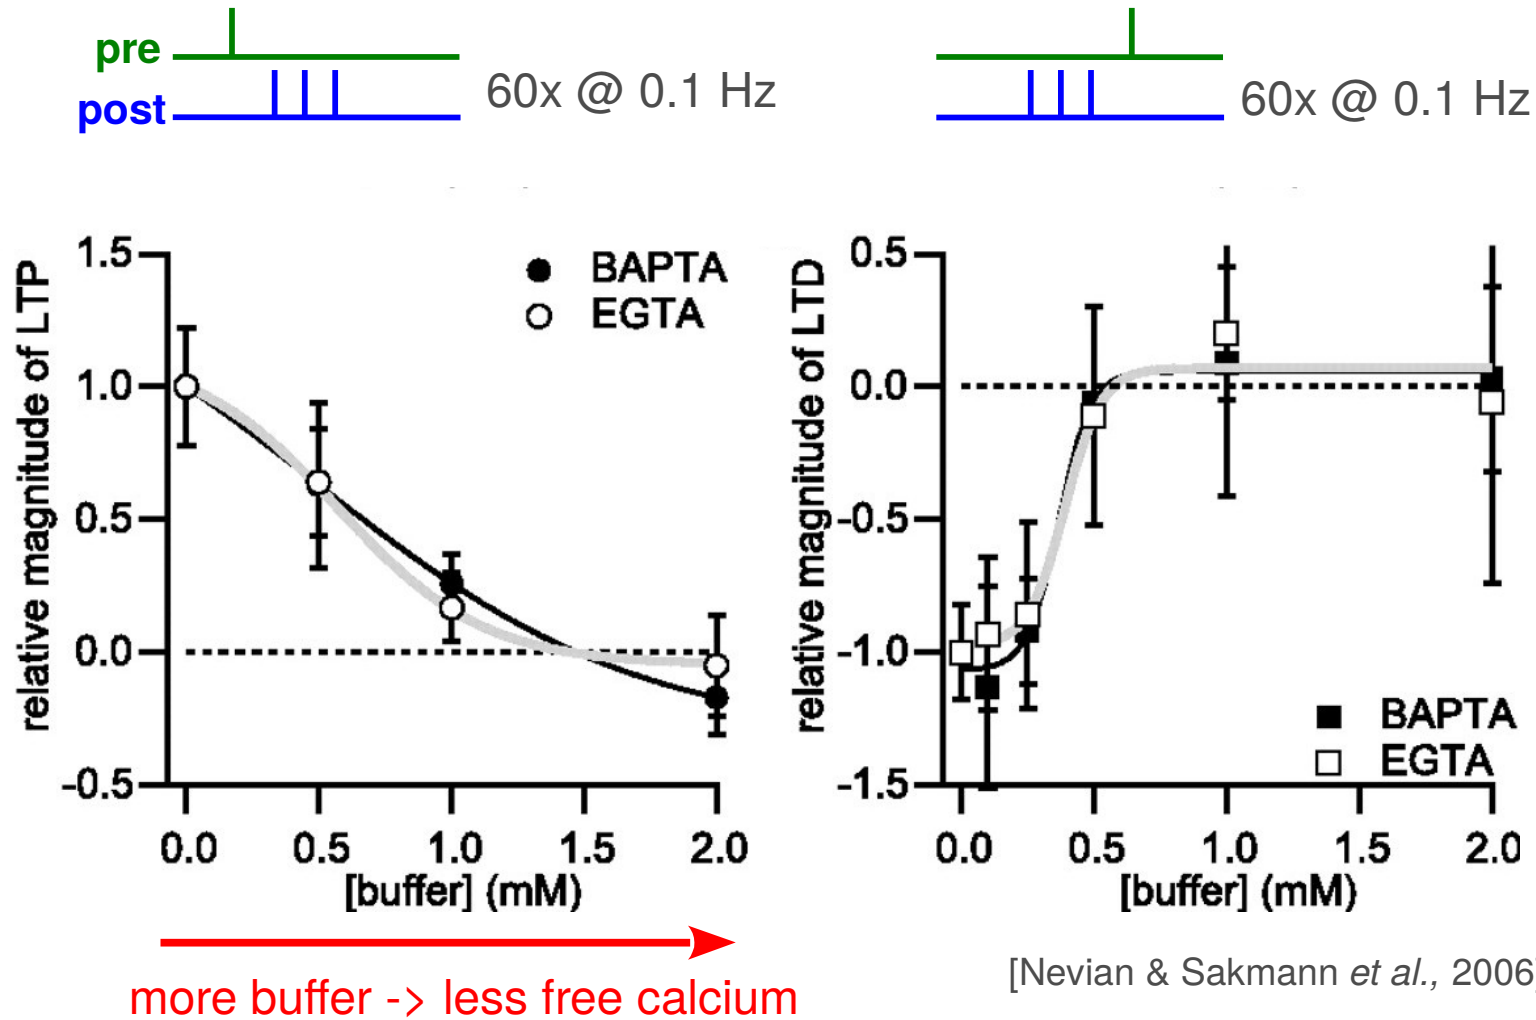 pre
post
60x @ 0.1 Hz
60x @ 0.1 Hz
relative magnitude of LTP
1.5
1.0
0.5
0.0
-0.5
BAPTA
EGTA
0.0 0.5 1.0 1.5 2.0
[buffer] (mM)
relative magnitude of LTD
0.5
0.0
-0.5
-1.0
-1.5
BAPTA
EGTA
0.0 0.5 1.0 1.5 2.0
[buffer] (mM)
more buffer -> less free calcium
[Nevian & Sakmann et al., 2006]